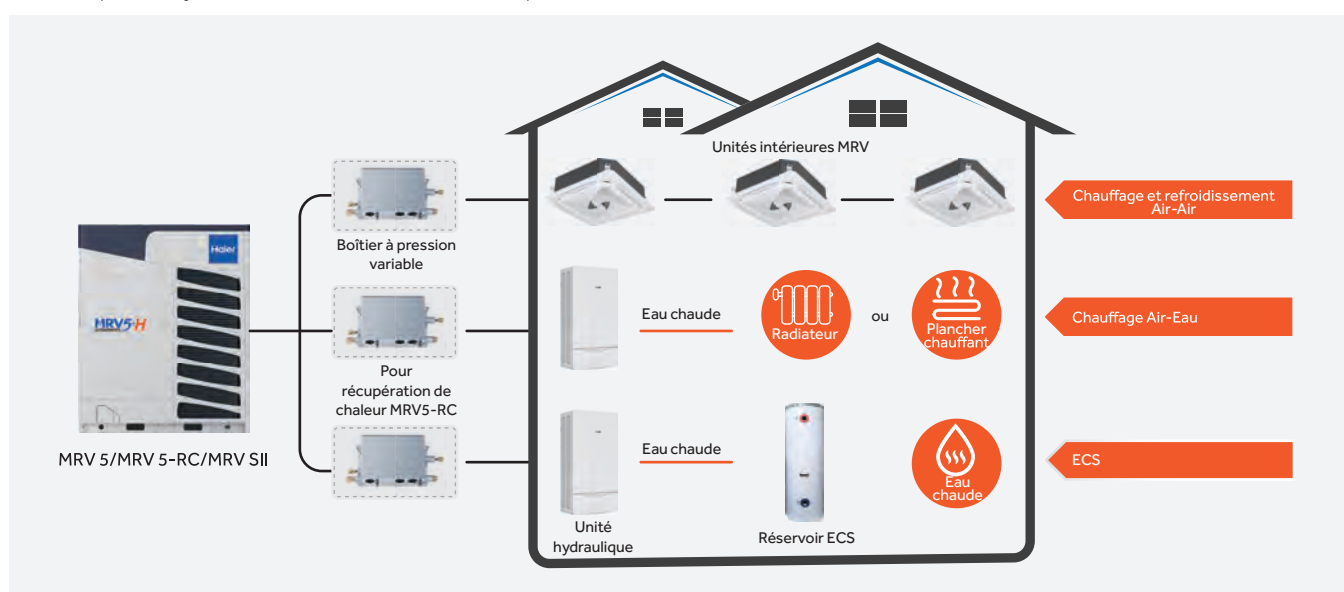 Unités intérieures MRV
Chauffage et refroidissement
Air-Air
Haier
MRV5-H
Boîtier à pression
variable
Eau chaude
Radiateur
ou
Plancher
chauffant
Chauffage Air-Eau
Pour
récupération de
chaleur MRV5-RC
MRV 5/MRV 5-RC/MRV SII
Eau chaude
Eau
chaude
ECS
Unité
hydraulique
Réservoir ECS